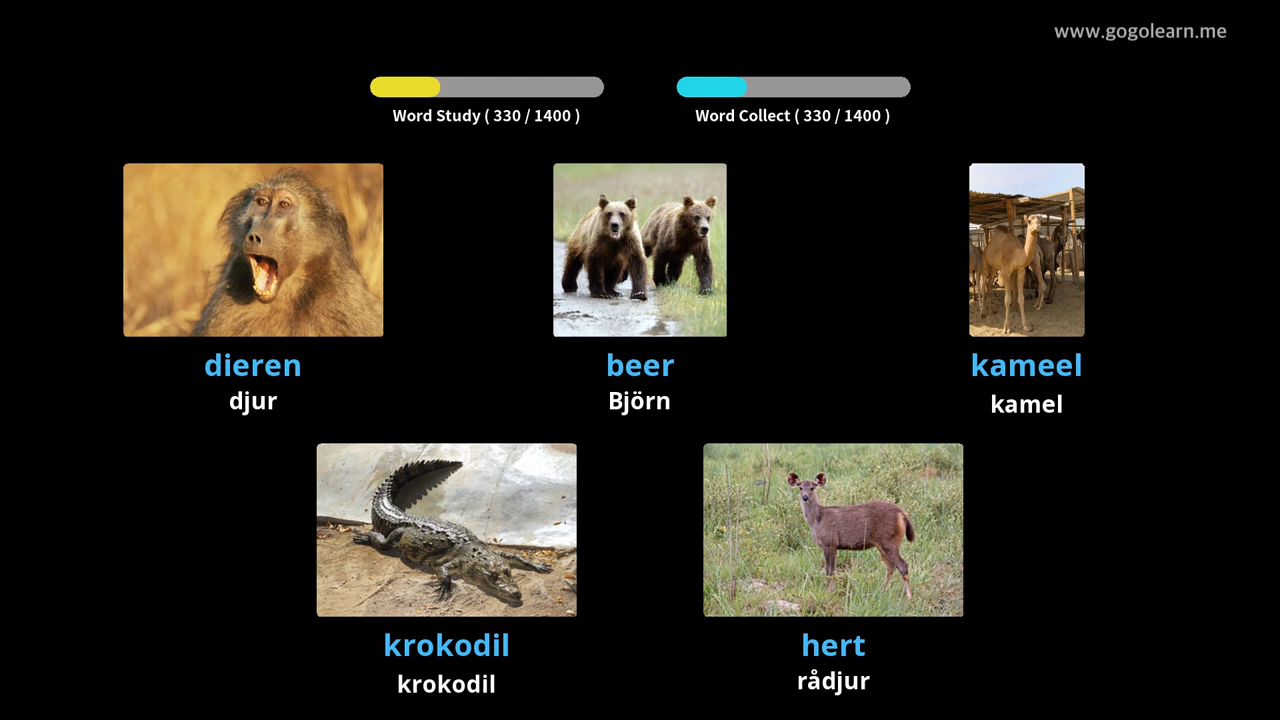 www.gogolearn.me
Word Study ( 330 / 1400 )
Word Collect ( 330 / 1400 )
dieren
djur
beer
Björn
kameel
kamel
krokodil
krokodil
hert
rådjur